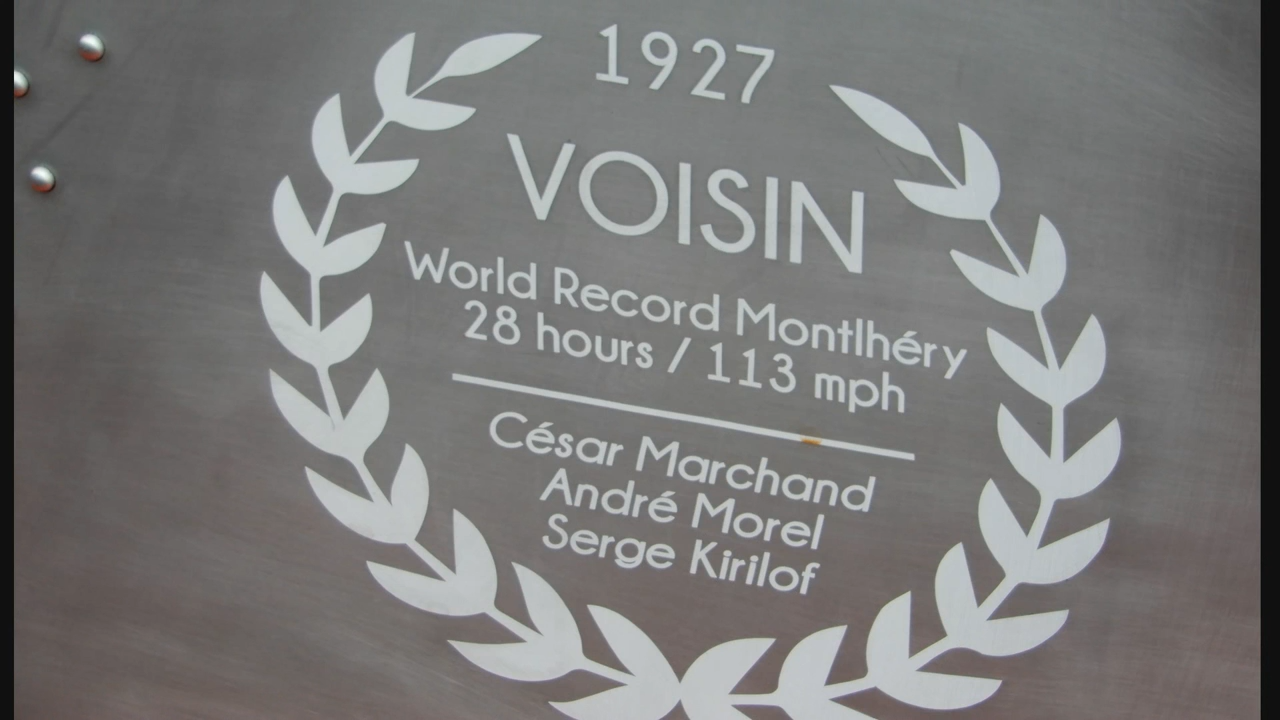 1927
VOISIN
World Record Montlhéry
28 hours / 113 mph
César Marchand
André Morel
Serge Kirilof